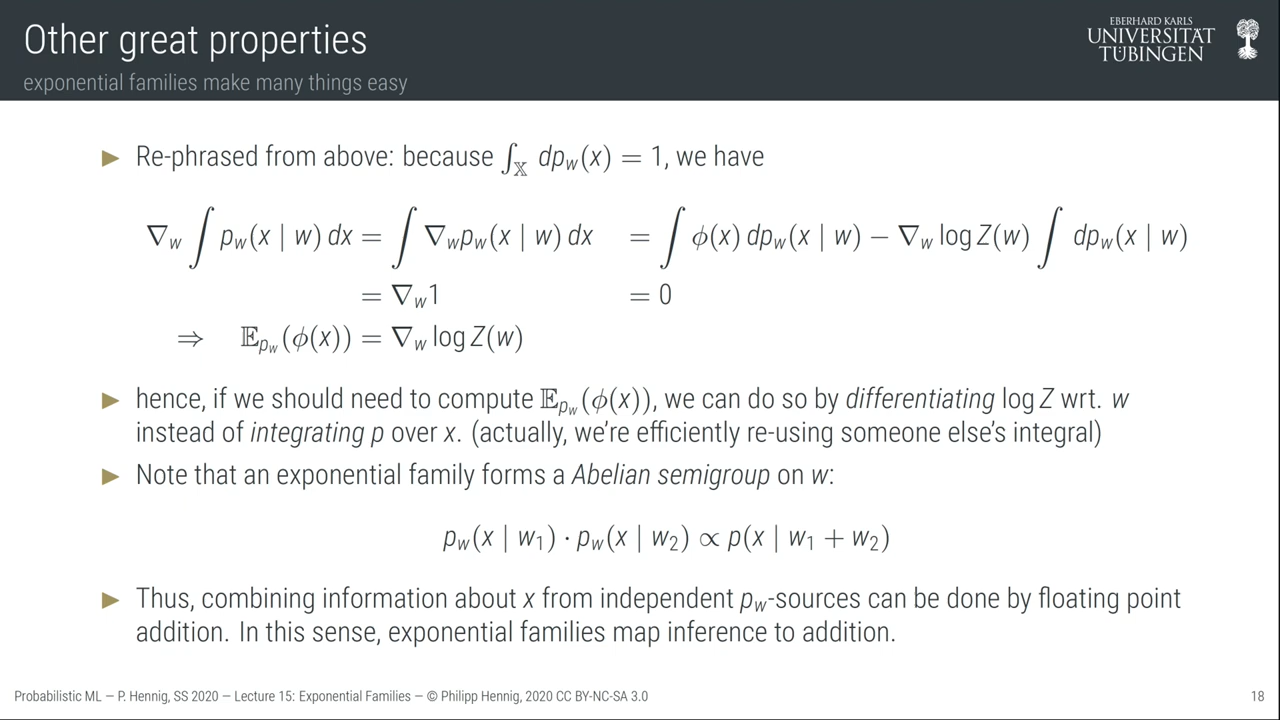 Other great properties
exponential families make many things easy
EBERHARD KARLS
UNIVERSITÄT
TÜBINGEN
▶ Re-phrased from above: because ∫_𝕏 dp_w(x) = 1, we have
∇_w ∫ p_w(x | w) dx = ∫ ∇_w p_w(x | w) dx = ∫ ϕ(x) dp_w(x | w) − ∇_w log Z(w) ∫ dp_w(x | w)
= ∇_w 1 = 0
⇒ 𝔼_{p_w}(ϕ(x)) = ∇_w log Z(w)
▶ hence, if we should need to compute 𝔼_{p_w}(ϕ(x)), we can do so by differentiating log Z wrt. w
instead of integrating p over x. (actually, we're efficiently re-using someone else's integral)
▶ Note that an exponential family forms a Abelian semigroup on w:
p_w(x | w_1) · p_w(x | w_2) ∝ p(x | w_1 + w_2)
▶ Thus, combining information about x from independent p_w-sources can be done by floating point
addition. In this sense, exponential families map inference to addition.
Probabilistic ML — P. Hennig, SS 2020 — Lecture 15: Exponential Families — © Philipp Hennig, 2020 CC BY-NC-SA 3.0
18